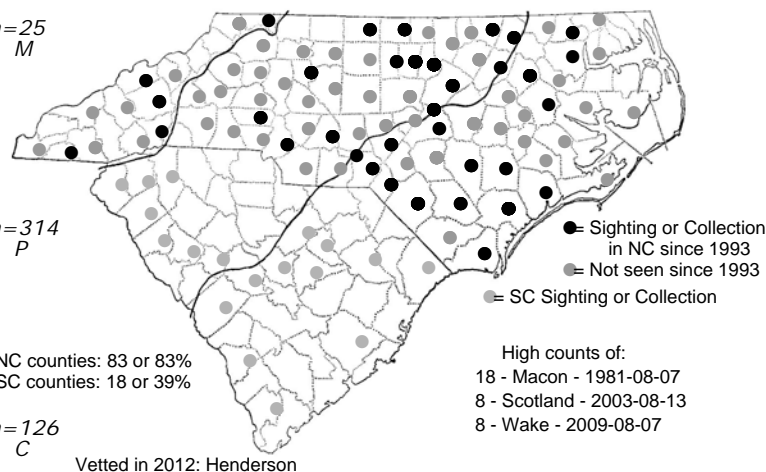 =25
M
= Sighting or Collection
in NC since 1993
= Not seen since 1993
= SC Sighting or Collection
=314
P
NC counties: 83 or 83%
SC counties: 18 or 39%
High counts of:
18 - Macon - 1981-08-07
8 - Scotland - 2003-08-13
8 - Wake - 2009-08-07
=126
C
Vetted in 2012: Henderson